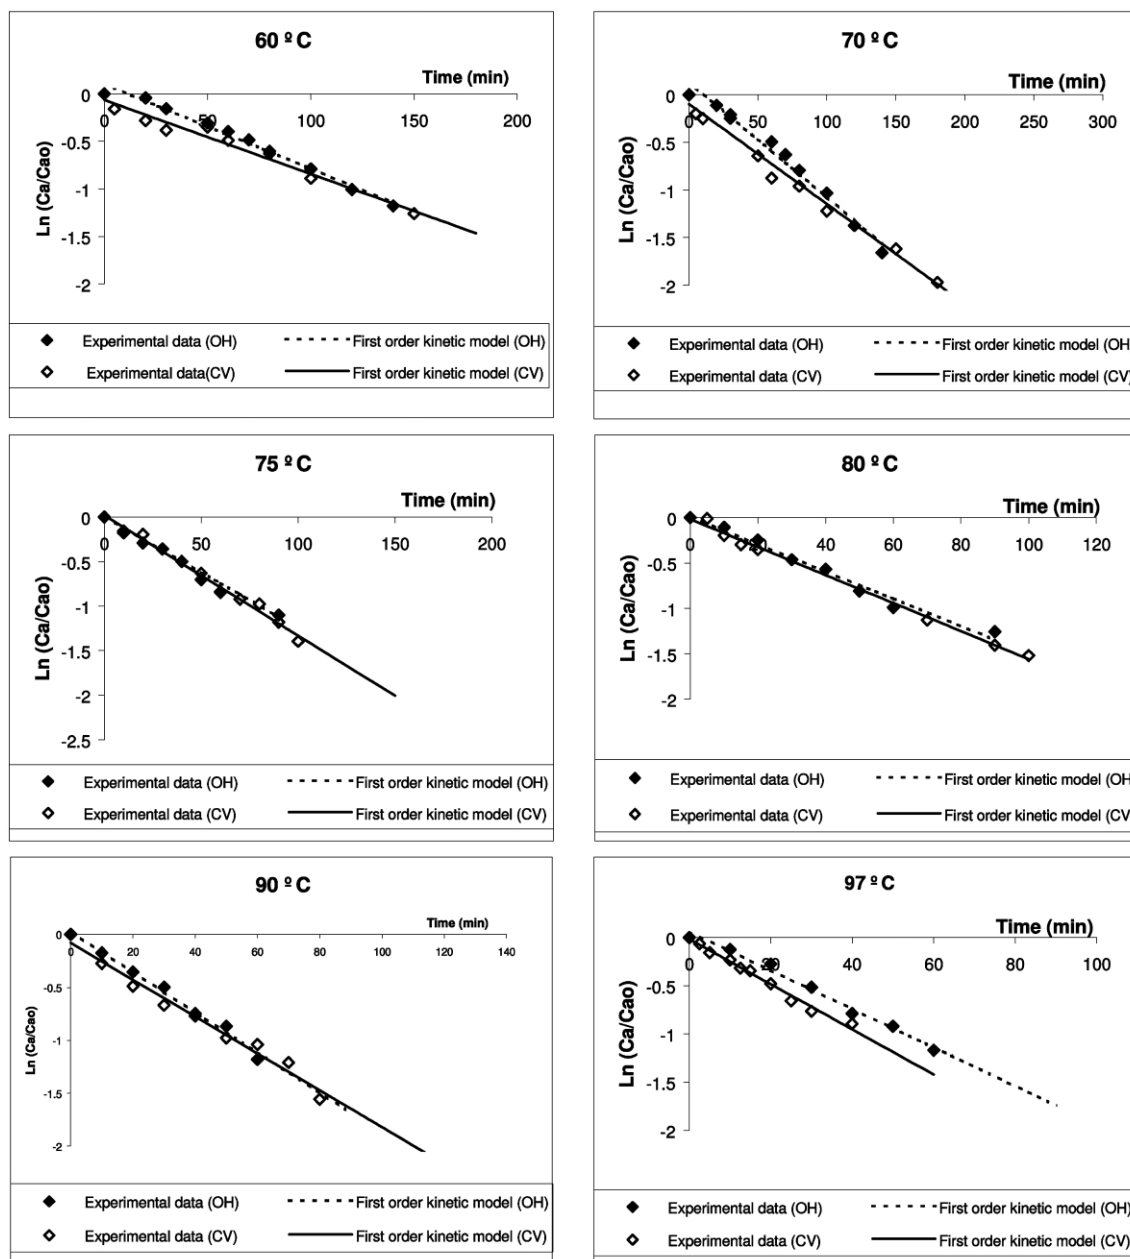 60 º C
Time (min)
0 50 100 150 200
Ln (Ca/Cao)
0
-0.5
-1
-1.5
-2
Experimental data (OH) First order kinetic model (OH)
Experimental data(CV) First order kinetic model (CV)
70 º C
Time (min)
0 50 100 150 200 250 300
Ln (Ca/Cao)
0
-0.5
-1
-1.5
-2
Experimental data (OH) First order kinetic model (OH
Experimental data (CV) First order kinetic model (CV)
75 º C
Time (min)
0 50 100 150 200
Ln (Ca/Cao)
0
-0.5
-1
-1.5
-2
-2.5
Experimental data (OH) First order kinetic model (OH)
Experimental data (CV) First order kinetic model (CV)
80 º C
Time (min)
0 20 40 60 80 100 120
Ln (Ca/Cao)
0
-0.5
-1
-1.5
-2
Experimental data (OH) First order kinetic model (OH
Experimental data (CV) First order kinetic model (CV
90 º C
Time (min)
0 20 40 60 80 100 120 140
Ln (Ca/Cao)
0
-0.5
-1
-1.5
-2
Experimental data (OH) First order kinetic model (OH)
Experimental data (CV) First order kinetic model (CV)
97 º C
Time (min)
0 20 40 60 80 100
Ln (Ca/Cao)
0
-0.5
-1
-1.5
-2
Experimental data (OH) First order kinetic model (OH)
Experimental data (CV) First order kinetic model (CV)